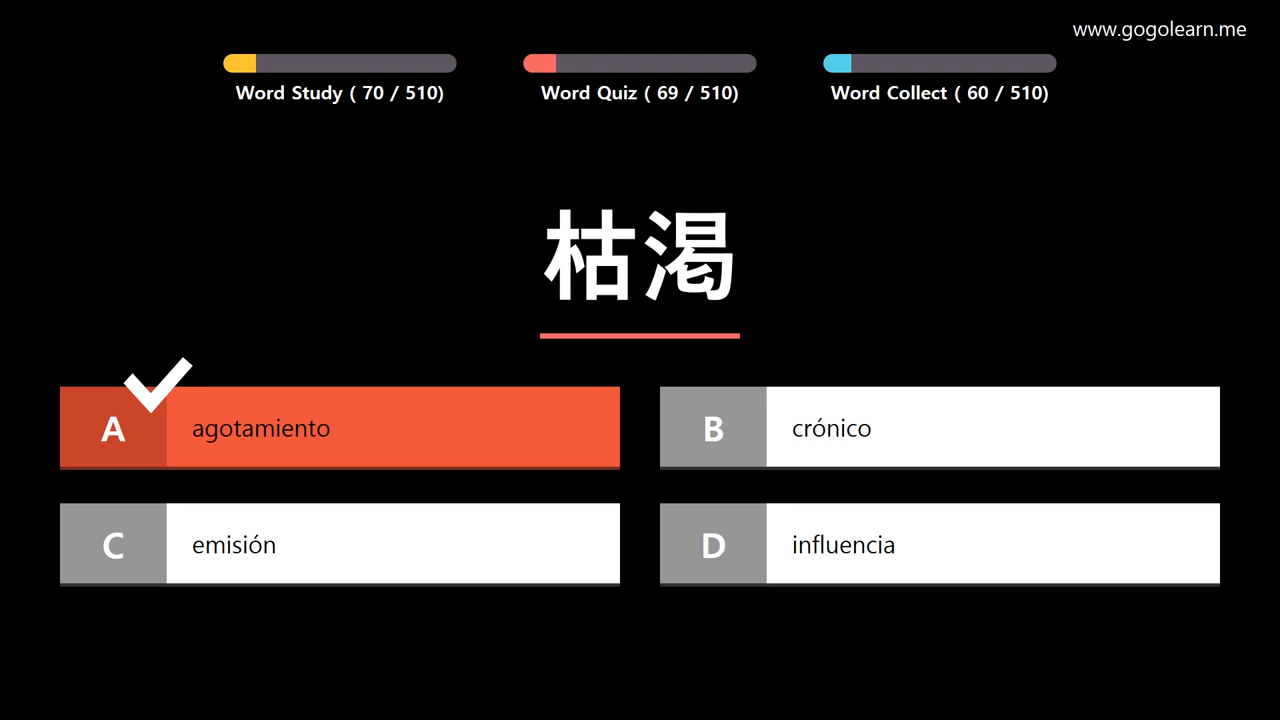 www.gogolearn.me
Word Study ( 70 / 510)
Word Quiz ( 69 / 510)
Word Collect ( 60 / 510)
枯渇
A agotamiento
B crónico
C emisión
D influencia